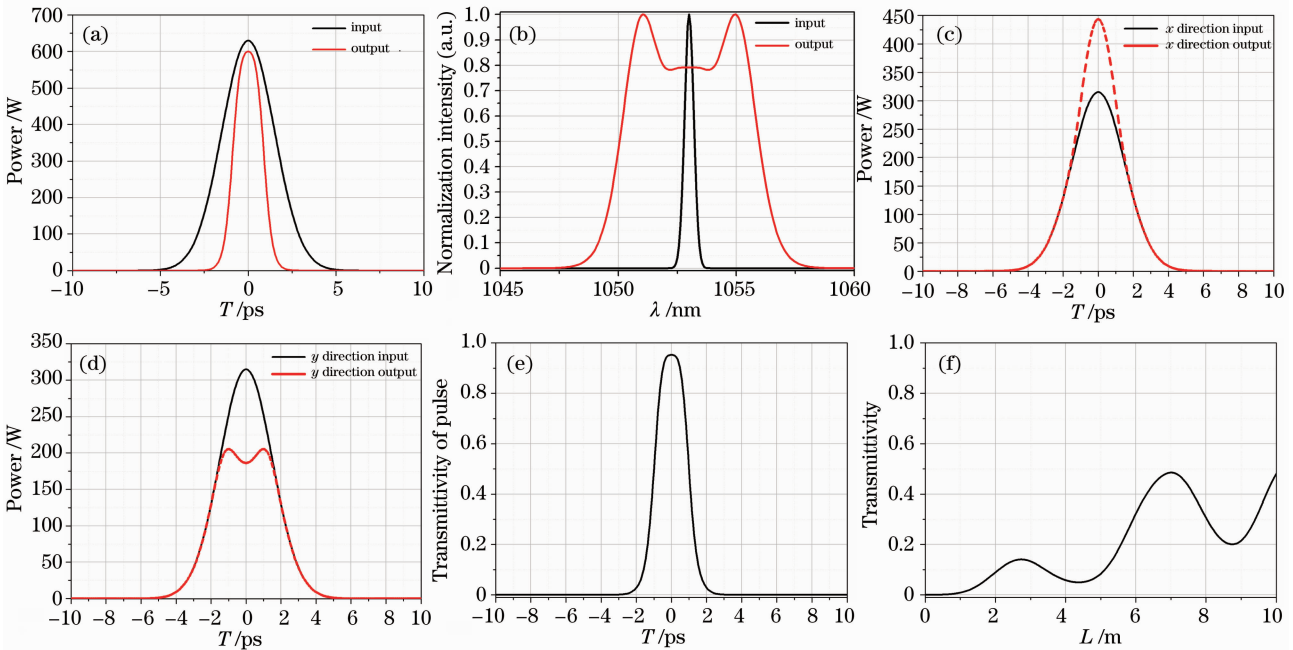 (a)
input
output
700
600
500
400
300
200
100
0
Power /W
−10
−5
0
5
10
T /ps
(b)
input
output
1.0
0.9
0.8
0.7
0.6
0.5
0.4
0.3
0.2
0.1
0
Normalization intensity (a.u.)
1045
1050
1055
1060
λ /nm
(c)
x direction input
x direction output
450
400
350
300
250
200
150
100
50
0
Power /W
−10 −8 −6 −4 −2 0 2 4 6 8 10
T /ps
(d)
y direction input
y direction output
350
300
250
200
150
100
50
0
Power /W
−10 −8 −6 −4 −2 0 2 4 6 8 10
T /ps
(e)
1.0
0.8
0.6
0.4
0.2
0
Transmittivity of pulse
−10 −8 −6 −4 −2 0 2 4 6 8 10
T /ps
(f)
1.0
0.8
0.6
0.4
0.2
0
Transmittivity
0 2 4 6 8 10
L /m